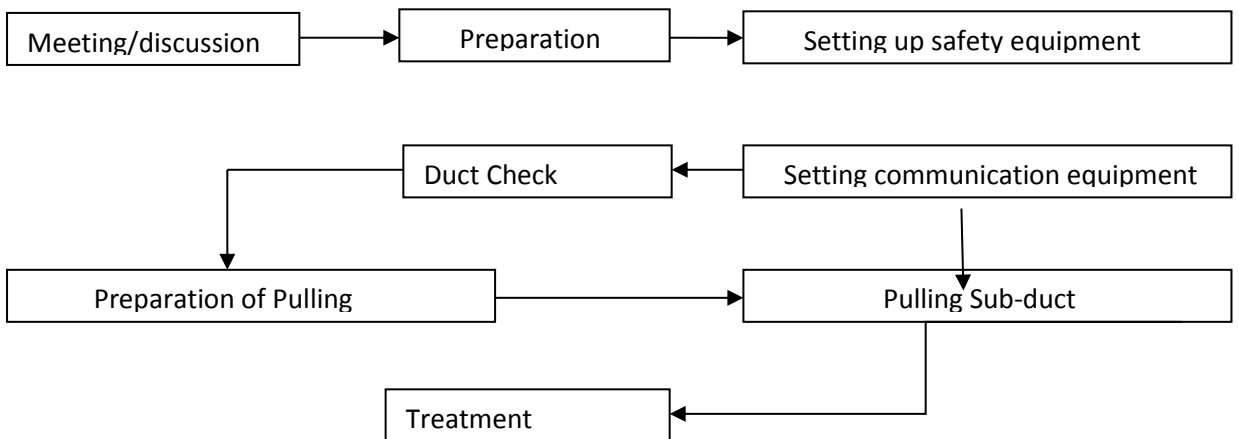 Meeting/discussion
Preparation
Setting up safety equipment
Duct Check
Setting communication equipment
Preparation of Pulling
Pulling Sub-duct
Treatment